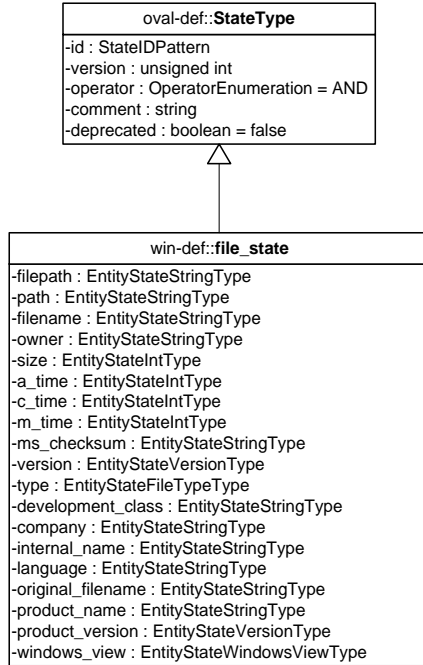 oval-def::StateType
-id : StateIDPattern
-version : unsigned int
-operator : OperatorEnumeration = AND
-comment : string
-deprecated : boolean = false
win-def::file_state
-filepath : EntityStateStringType
-path : EntityStateStringType
-filename : EntityStateStringType
-owner : EntityStateStringType
-size : EntityStateIntType
-a_time : EntityStateIntType
-c_time : EntityStateIntType
-m_time : EntityStateIntType
-ms_checksum : EntityStateStringType
-version : EntityStateVersionType
-type : EntityStateFileTypeType
-development_class : EntityStateStringType
-company : EntityStateStringType
-internal_name : EntityStateStringType
-language : EntityStateStringType
-original_filename : EntityStateStringType
-product_name : EntityStateStringType
-product_version : EntityStateVersionType
-windows_view : EntityStateWindowsViewType